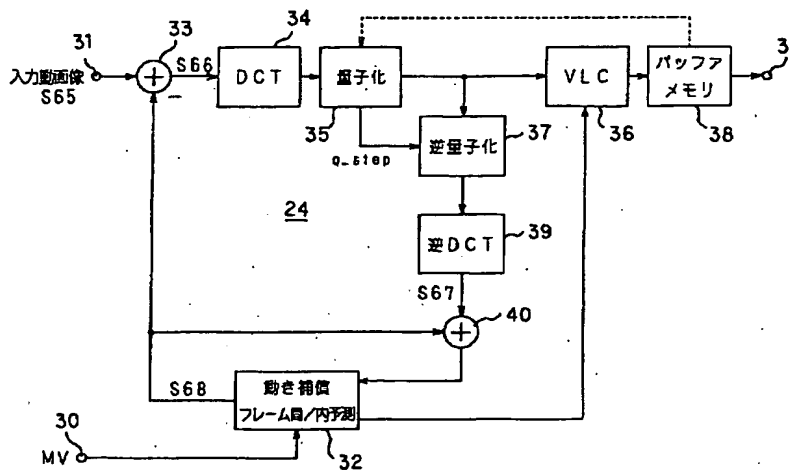 31
33
34
3
入力動画像
S65
+
S66
−
DCT
量子化
35
q_step
VLC
36
バッファ
メモリ
38
逆量子化
37
24
逆DCT
39
S67
+
40
S68
動き補償
フレーム間/内予測
32
30
MV